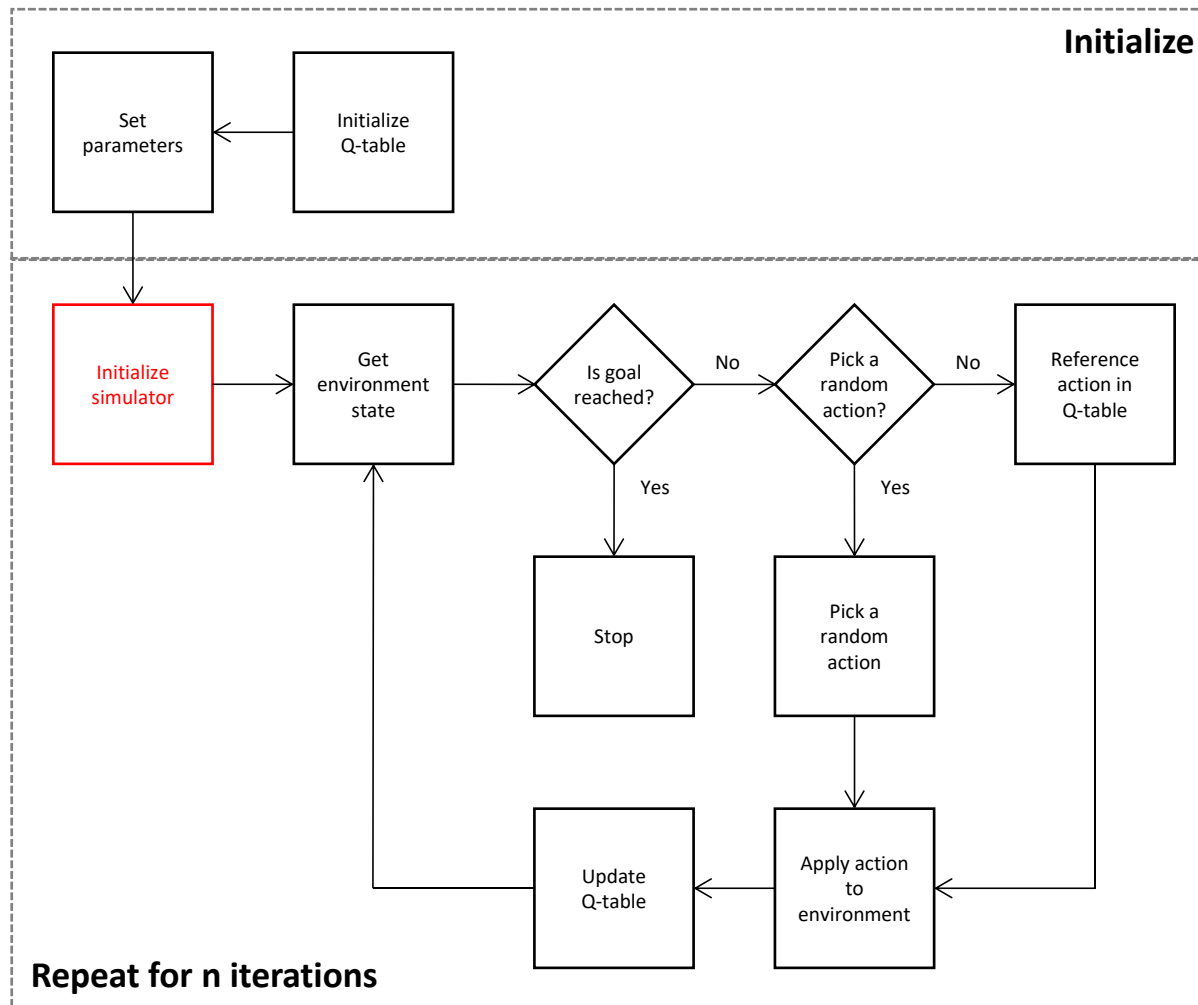 Initialize
Set
parameters
Initialize
Q-table
Initialize
simulator
Get
environment
state
Is goal
reached?
No
Pick a
random
action?
No
Reference
action in
Q-table
Yes
Yes
Stop
Pick a
random
action
Update
Q-table
Apply action
to
environment
Repeat for n iterations